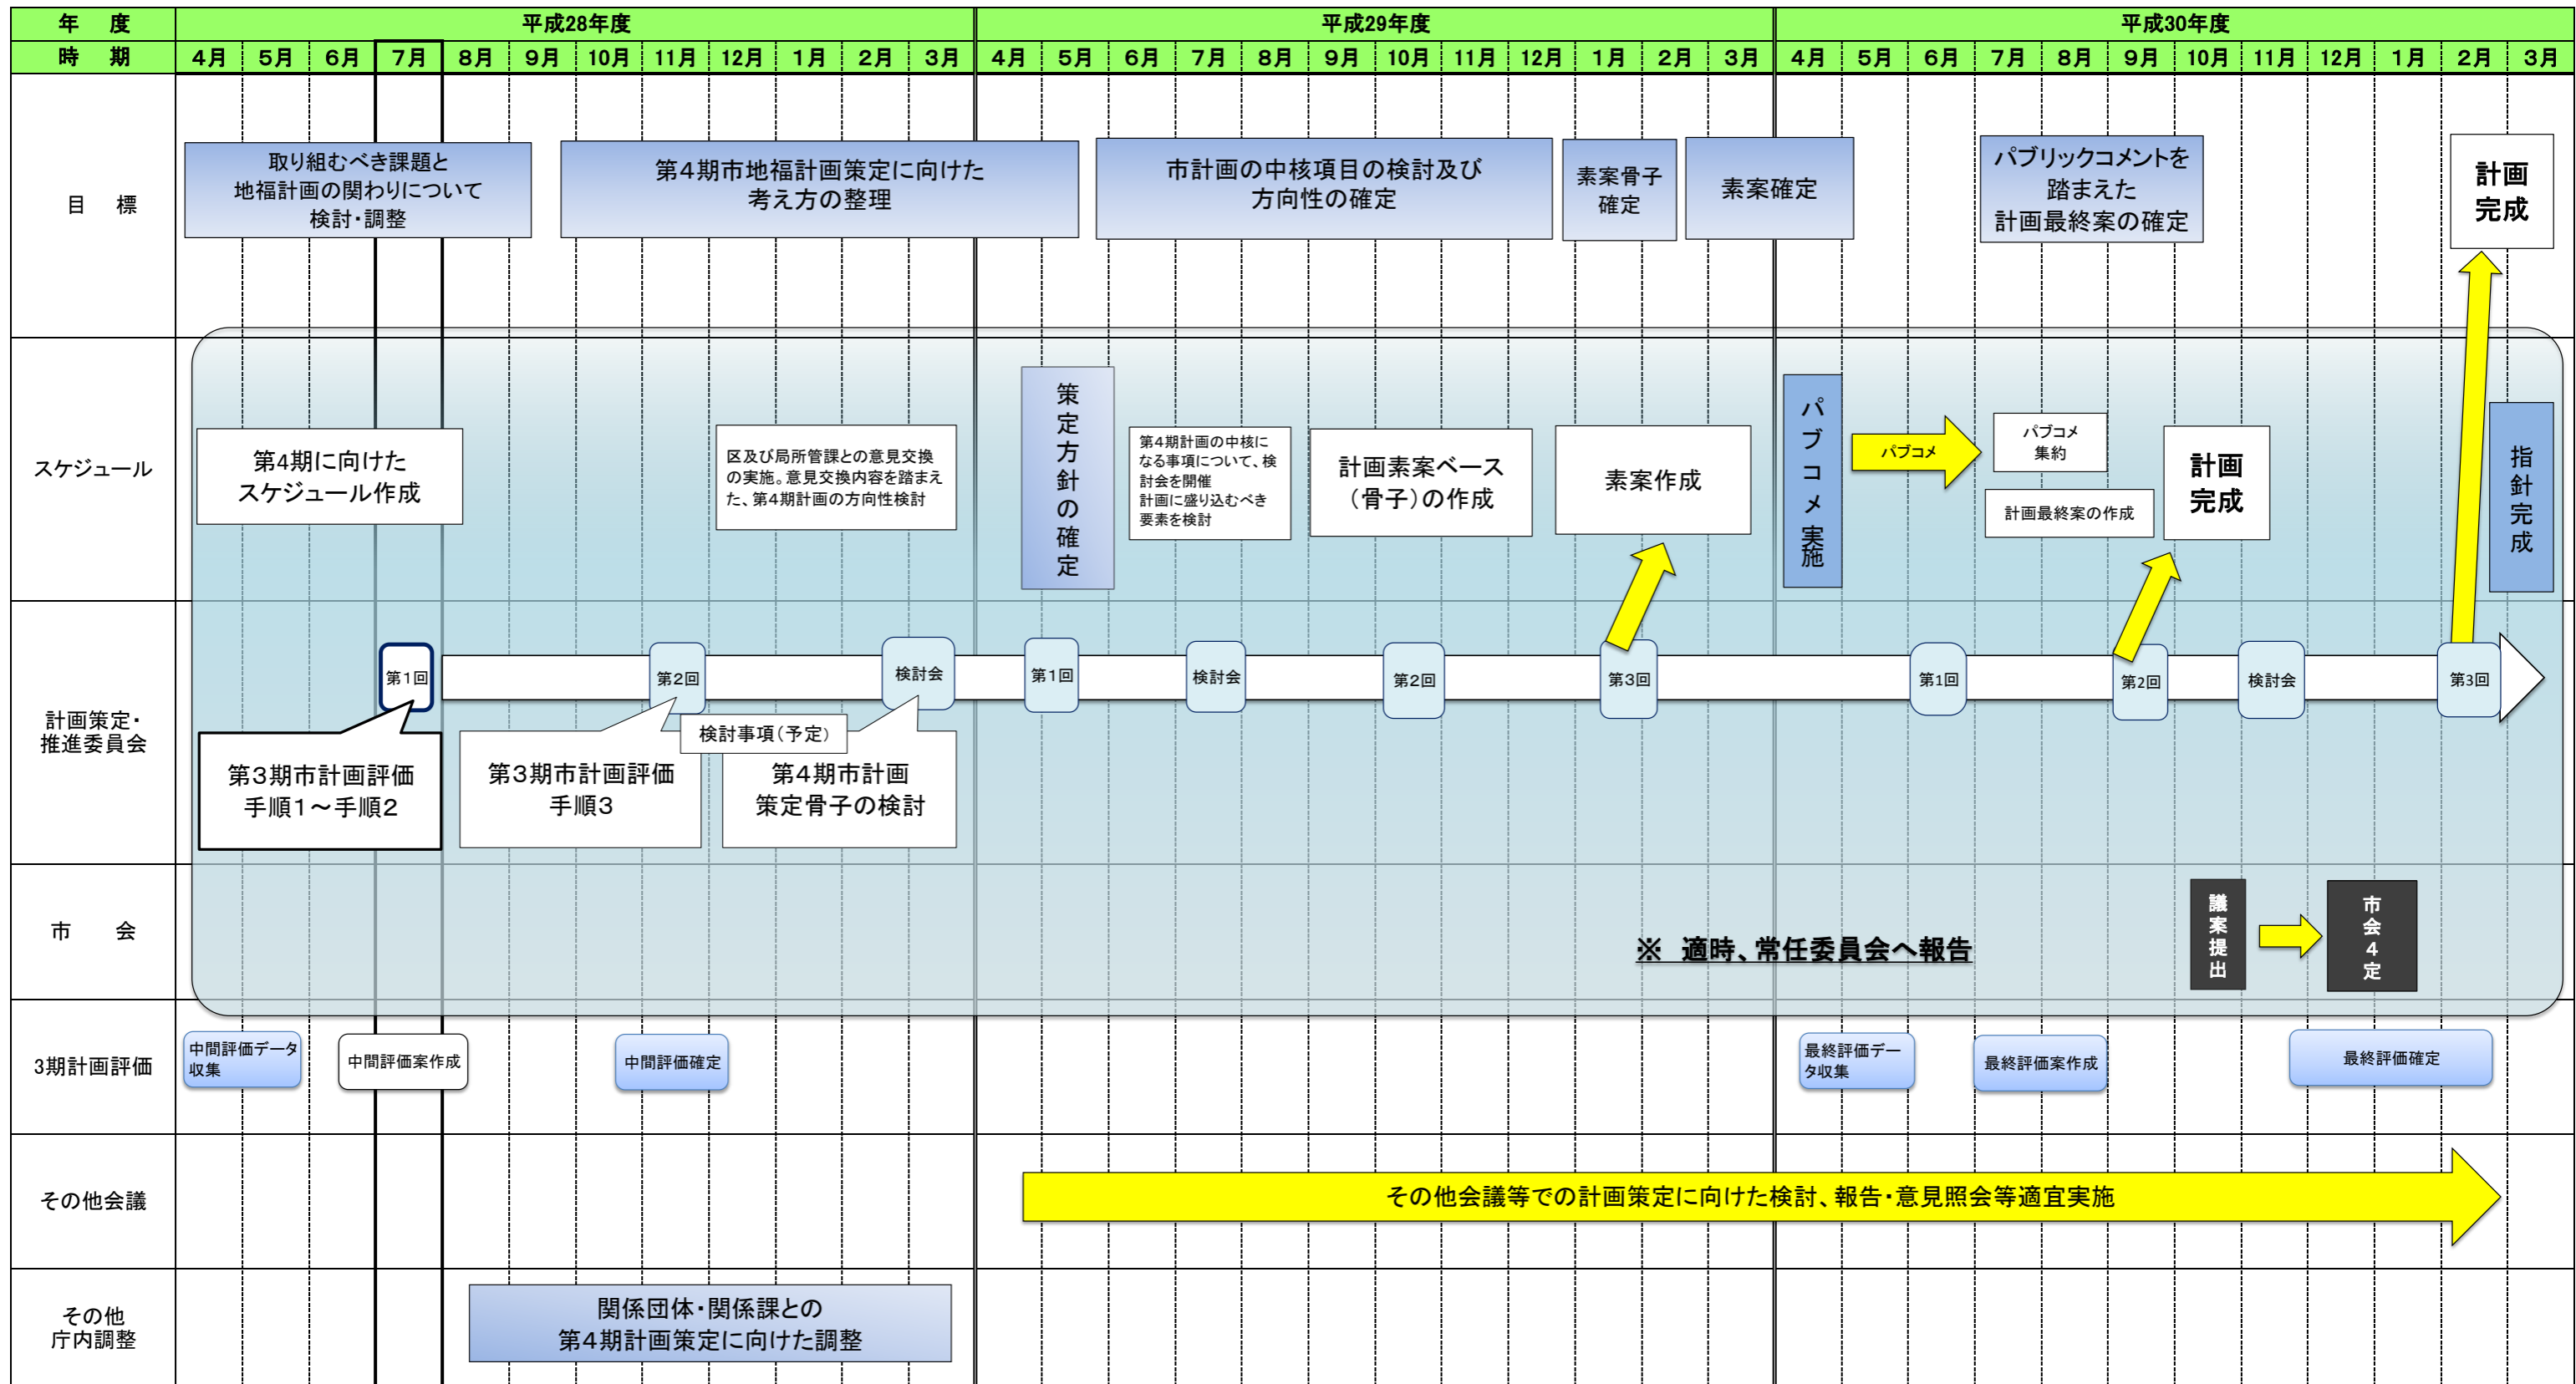 年 度
平成28年度
平成29年度
平成30年度
時 期
4月 5月 6月 7月 8月 9月 10月 11月 12月 1月 2月 3月
4月 5月 6月 7月 8月 9月 10月 11月 12月 1月 2月 3月
4月 5月 6月 7月 8月 9月 10月 11月 12月 1月 2月 3月
目 標
取り組むべき課題と
地福計画の関わりについて
検討・調整
第4期市地福計画策定に向けた
考え方の整理
市計画の中核項目の検討及び
方向性の確定
素案骨子
確定
素案確定
パブリックコメントを
踏まえた
計画最終案の確定
計画
完成
スケジュール
第4期に向けた
スケジュール作成
区及び局所管課との意見交換
の実施。意見交換内容を踏まえ
た、第4期計画の方向性検討
策定方針の確定
第4期計画の中核に
なる事項について、検
討会を開催
計画に盛り込むべき
要素を検討
計画素案ベース
(骨子)の作成
素案作成
パブコメ実施
パブコメ
パブコメ
集約
計画最終案の作成
計画
完成
指針完成
計画策定・
推進委員会
第1回
第2回
検討会
第1回
検討会
第2回
第3回
第1回
第2回
検討会
第3回
検討事項(予定)
第3期市計画評価
手順1~手順2
第3期市計画評価
手順3
第4期市計画
策定骨子の検討
市 会
※ 適時、常任委員会へ報告
議案提出
市会4定
3期計画評価
中間評価データ
収集
中間評価案作成
中間評価確定
最終評価デー
タ収集
最終評価案作成
最終評価確定
その他会議
その他会議等での計画策定に向けた検討、報告・意見照会等適宜実施
その他
庁内調整
関係団体・関係課との
第4期計画策定に向けた調整